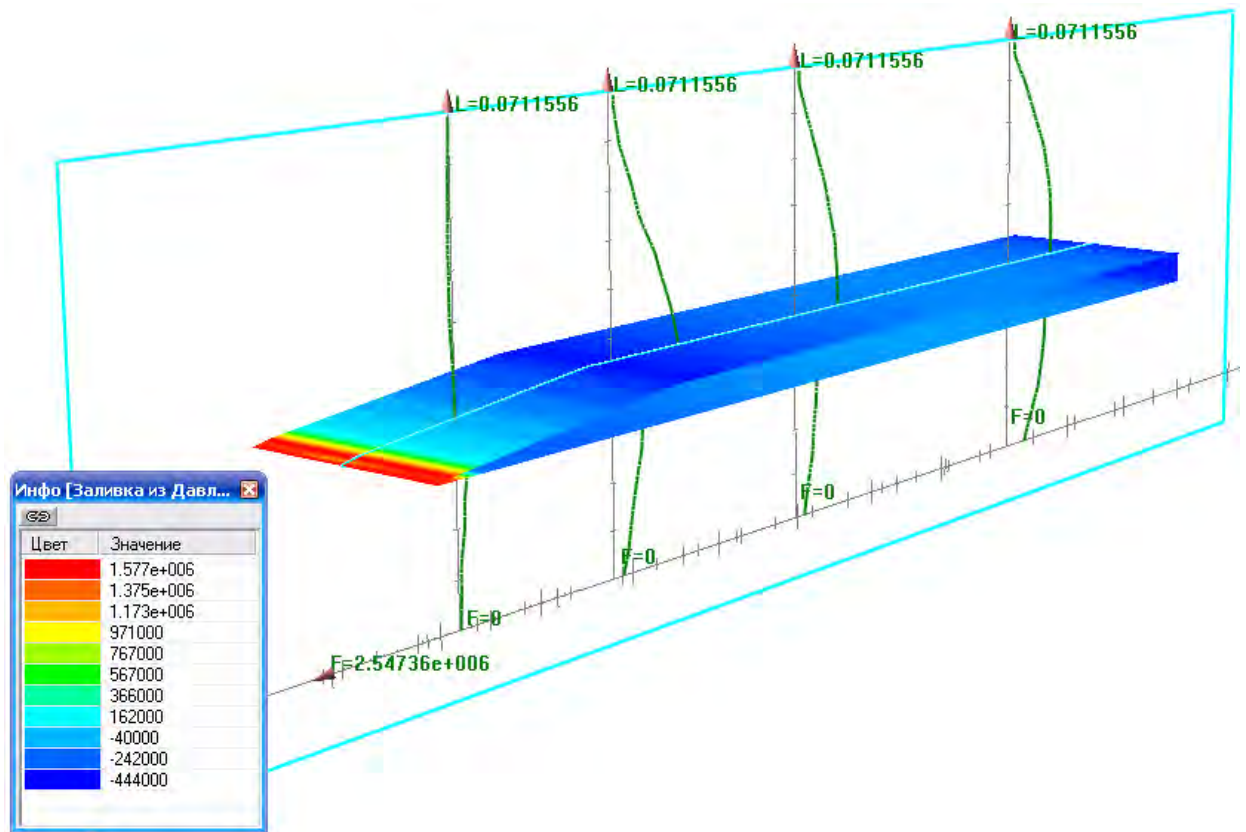 L=0.0711556
L=0.0711556
L=0.0711556
L=0.0711556
F=0
F=0
F=0
F=0
F=2.54736e+006
Инфо [Заливка из Давл...
Цвет Значение
1.577e+006
1.375e+006
1.173e+006
971000
767000
567000
366000
162000
-40000
-242000
-444000